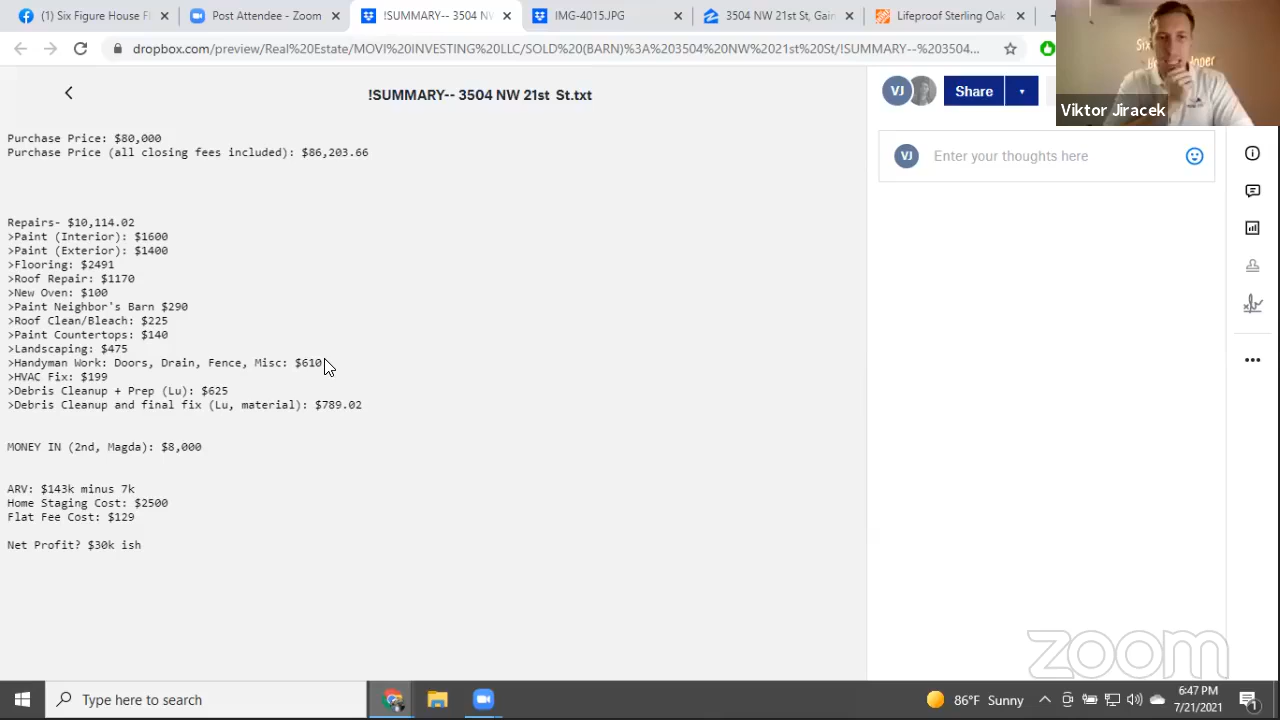 (1) Six Figure House Fl
Post Attendee - Zoom
!SUMMARY-- 3504 NW
IMG-4015.JPG
3504 NW 21st St, Gain
Lifeproof Sterling Oak
dropbox.com/preview/Real%20Estate/MOVI%20INVESTING%20LLC/SOLD%20(BARN)%3A%203504%20NW%2021st%20St/!SUMMARY--%203504...
!SUMMARY-- 3504 NW 21st St.txt
VJ
Share
Viktor Jiracek
VJ
Enter your thoughts here
Purchase Price: $80,000
Purchase Price (all closing fees included): $86,203.66
Repairs- $10,114.02
>Paint (Interior): $1600
>Paint (Exterior): $1400
>Flooring: $2491
>Roof Repair: $1170
>New Oven: $100
>Paint Neighbor's Barn $290
>Roof Clean/Bleach: $225
>Paint Countertops: $140
>Landscaping: $475
>Handyman Work: Doors, Drain, Fence, Misc: $610
>HVAC Fix: $199
>Debris Cleanup + Prep (Lu): $625
>Debris Cleanup and final fix (Lu, material): $789.02
MONEY IN (2nd, Magda): $8,000
ARV: $143k minus 7k
Home Staging Cost: $2500
Flat Fee Cost: $129
Net Profit? $30k ish
zoom
Type here to search
86°F Sunny
6:47 PM
7/21/2021
1